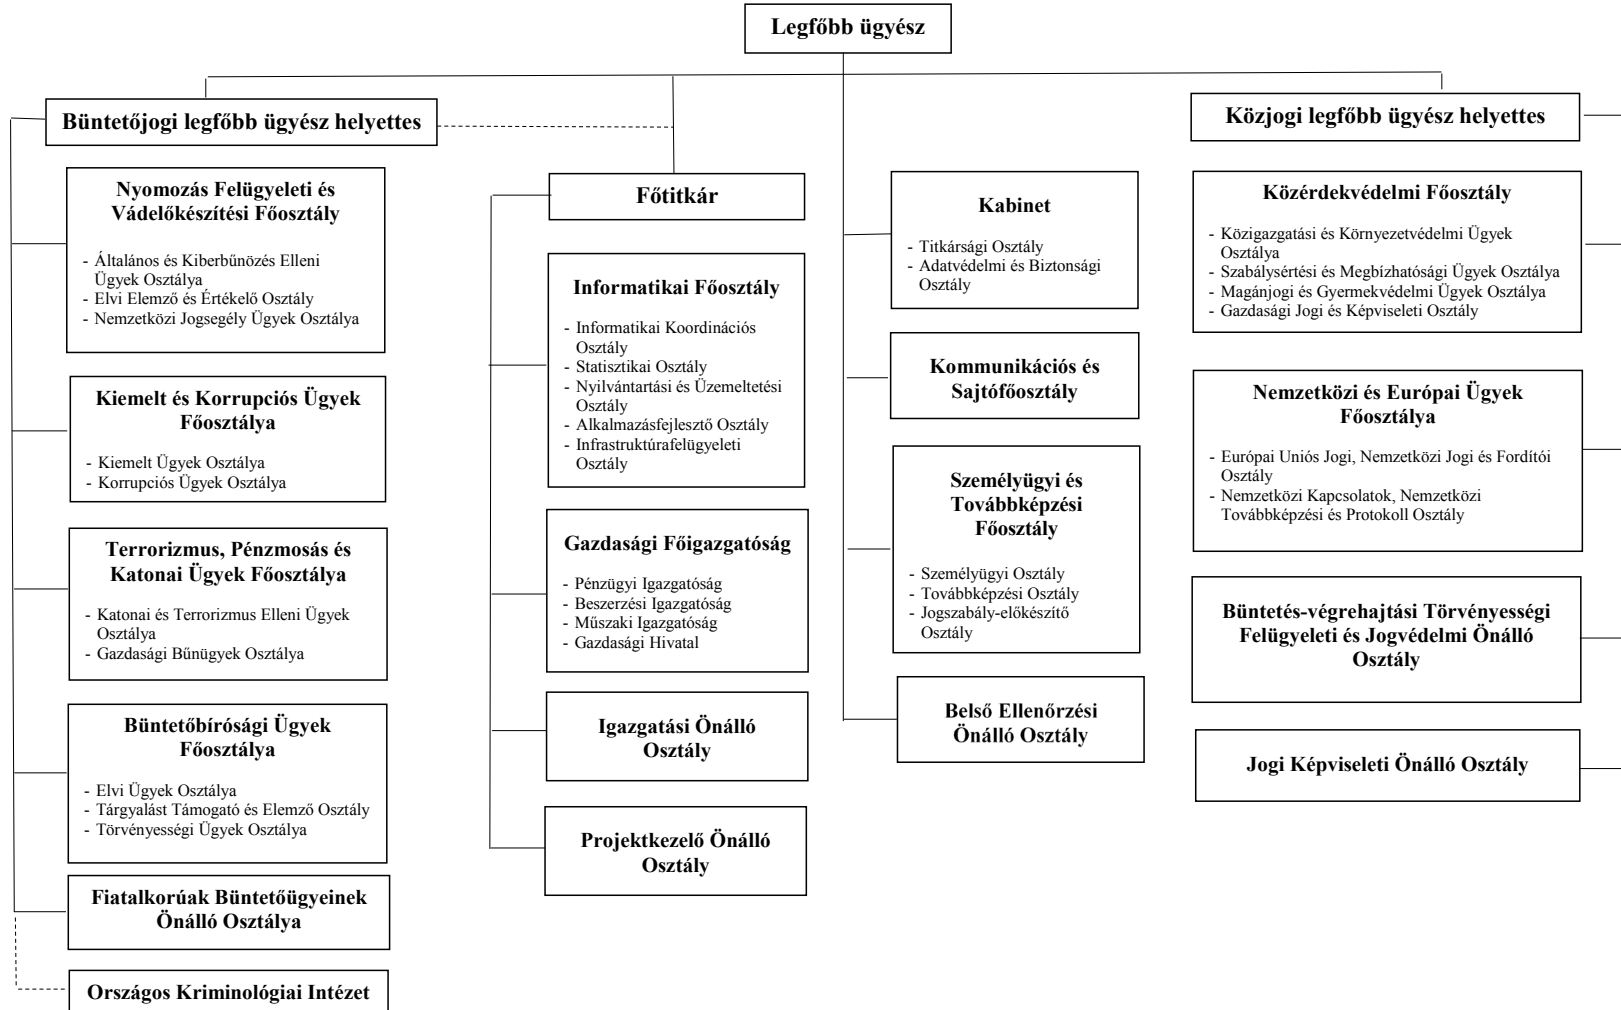 Legfőbb ügyész
Büntetőjogi legfőbb ügyész helyettes
Nyomozás Felügyeleti és
Vádelőkészítési Főosztály
- Általános és Kiberbűnözés Elleni
Ügyek Osztálya
- Elvi Elemző és Értékelő Osztály
- Nemzetközi Jogsegély Ügyek Osztálya
Kiemelt és Korrupciós Ügyek
Főosztálya
- Kiemelt Ügyek Osztálya
- Korrupciós Ügyek Osztálya
Terrorizmus, Pénzmosás és
Katonai Ügyek Főosztálya
- Katonai és Terrorizmus Elleni Ügyek
Osztálya
- Gazdasági Bűnügyek Osztálya
Büntetőbírósági Ügyek
Főosztálya
- Elvi Ügyek Osztálya
- Tárgyalást Támogató és Elemző Osztály
- Törvényességi Ügyek Osztálya
Fiatalkorúak Büntetőügyeinek
Önálló Osztálya
Országos Kriminológiai Intézet
Főtitkár
Informatikai Főosztály
- Informatikai Koordinációs
Osztály
- Statisztikai Osztály
- Nyilvántartási és Üzemeltetési
Osztály
- Alkalmazásfejlesztő Osztály
- Infrastruktúrafelügyeleti
Osztály
Gazdasági Főigazgatóság
- Pénzügyi Igazgatóság
- Beszerzési Igazgatóság
- Műszaki Igazgatóság
- Gazdasági Hivatal
Igazgatási Önálló
Osztály
Projektkezelő Önálló
Osztály
Kabinet
- Titkársági Osztály
- Adatvédelmi és Biztonsági
Osztály
Kommunikációs és
Sajtófőosztály
Személyügyi és
Továbbképzési
Főosztály
- Személyügyi Osztály
- Továbbképzési Osztály
- Jogszabály-előkészítő
Osztály
Belső Ellenőrzési
Önálló Osztály
Közjogi legfőbb ügyész helyettes
Közérdekvédelmi Főosztály
- Közigazgatási és Környezetvédelmi Ügyek
Osztálya
- Szabálysértési és Megbízhatósági Ügyek Osztálya
- Magánjogi és Gyermekvédelmi Ügyek Osztálya
- Gazdasági Jogi és Képviseleti Osztály
Nemzetközi és Európai Ügyek
Főosztálya
- Európai Uniós Jogi, Nemzetközi Jogi és Fordítói
Osztály
- Nemzetközi Kapcsolatok, Nemzetközi
Továbbképzési és Protokoll Osztály
Büntetés-végrehajtási Törvényességi
Felügyeleti és Jogvédelmi Önálló
Osztály
Jogi Képviseleti Önálló Osztály